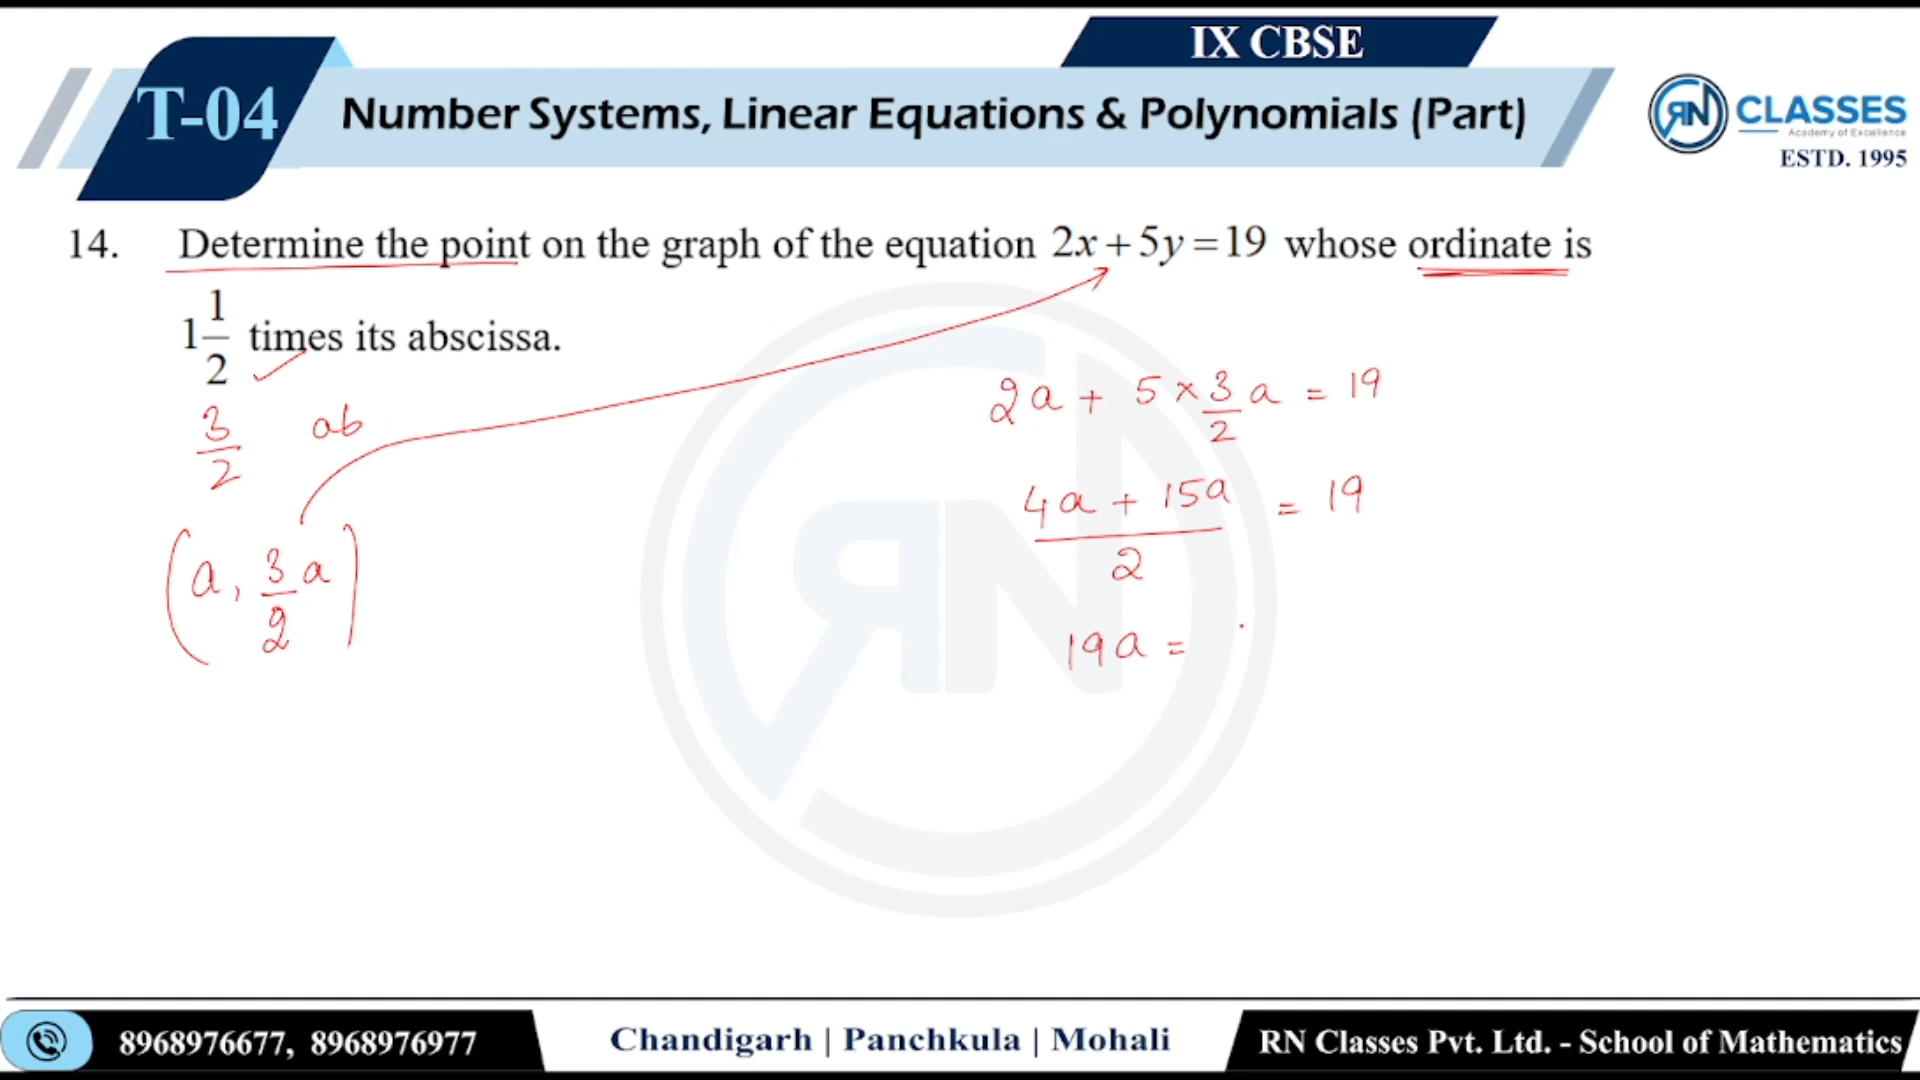 IX CBSE
T-04 Number Systems, Linear Equations & Polynomials (Part)
RN CLASSES
Academy of Excellence
ESTD. 1995
14. Determine the point on the graph of the equation 2x + 5y = 19 whose ordinate is
1 1/2 times its abscissa.
3/2 ab
(a, 3/2 a)
2a + 5 × 3/2 a = 19
(4a + 15a)/2 = 19
19a =
RN
8968976677, 8968976977
Chandigarh | Panchkula | Mohali
RN Classes Pvt. Ltd. - School of Mathematics